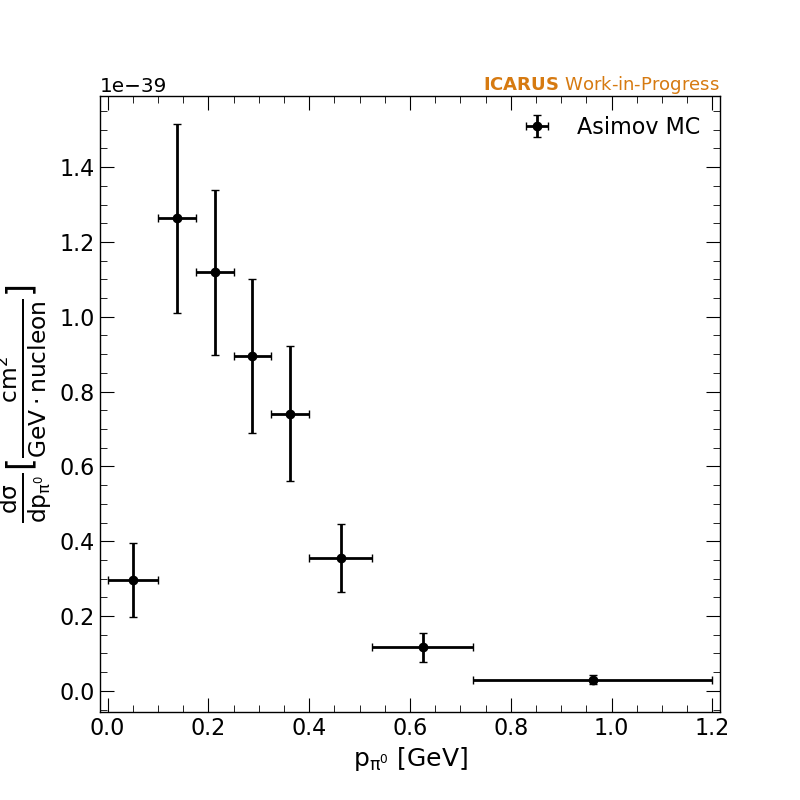 1e−39
ICARUS Work-in-Progress
Asimov MC
1.4
1.2
1.0
0.8
0.6
0.4
0.2
0.0
dσ/dp_π⁰ [cm²/GeV · nucleon]
0.0 0.2 0.4 0.6 0.8 1.0 1.2
p_π⁰ [GeV]